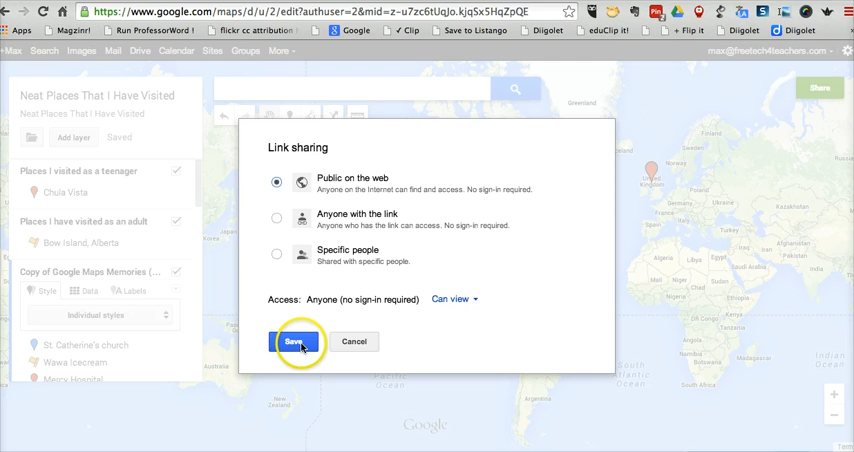 https://www.google.com/maps/d/u/2/edit?authuser=2&mid=z-u7zc6tUqJo.kjqSx5HqZpQE
Apps Magzinr! Run ProfessorWord ! flickr cc attribution Google ✓ Clip Save to Listango Diigolet eduClip it! + Flip it Diigolet Diigolet
+Max Search Images Mail Drive Calendar Sites Groups More max@freetech4teachers.com
Share
Neat Places That I Have Visited
Neat Places That I Have Visited
Add layer Saved
Places I visited as a teenager
Chula Vista
Places I have visited as an adult
Bow Island, Alberta
Copy of Google Maps Memories (...
Style Data Labels
Individual styles
St. Catherine's church
Wawa Icecream
Mercy Hospital
Link sharing
Public on the web
Anyone on the Internet can find and access. No sign-in required.
Anyone with the link
Anyone who has the link can access. No sign-in required.
Specific people
Shared with specific people.
Access: Anyone (no sign-in required) Can view
Save Cancel
Greenland
United
Kingdom
South
Atlantic
Ocean
Indian
Ocean
Google